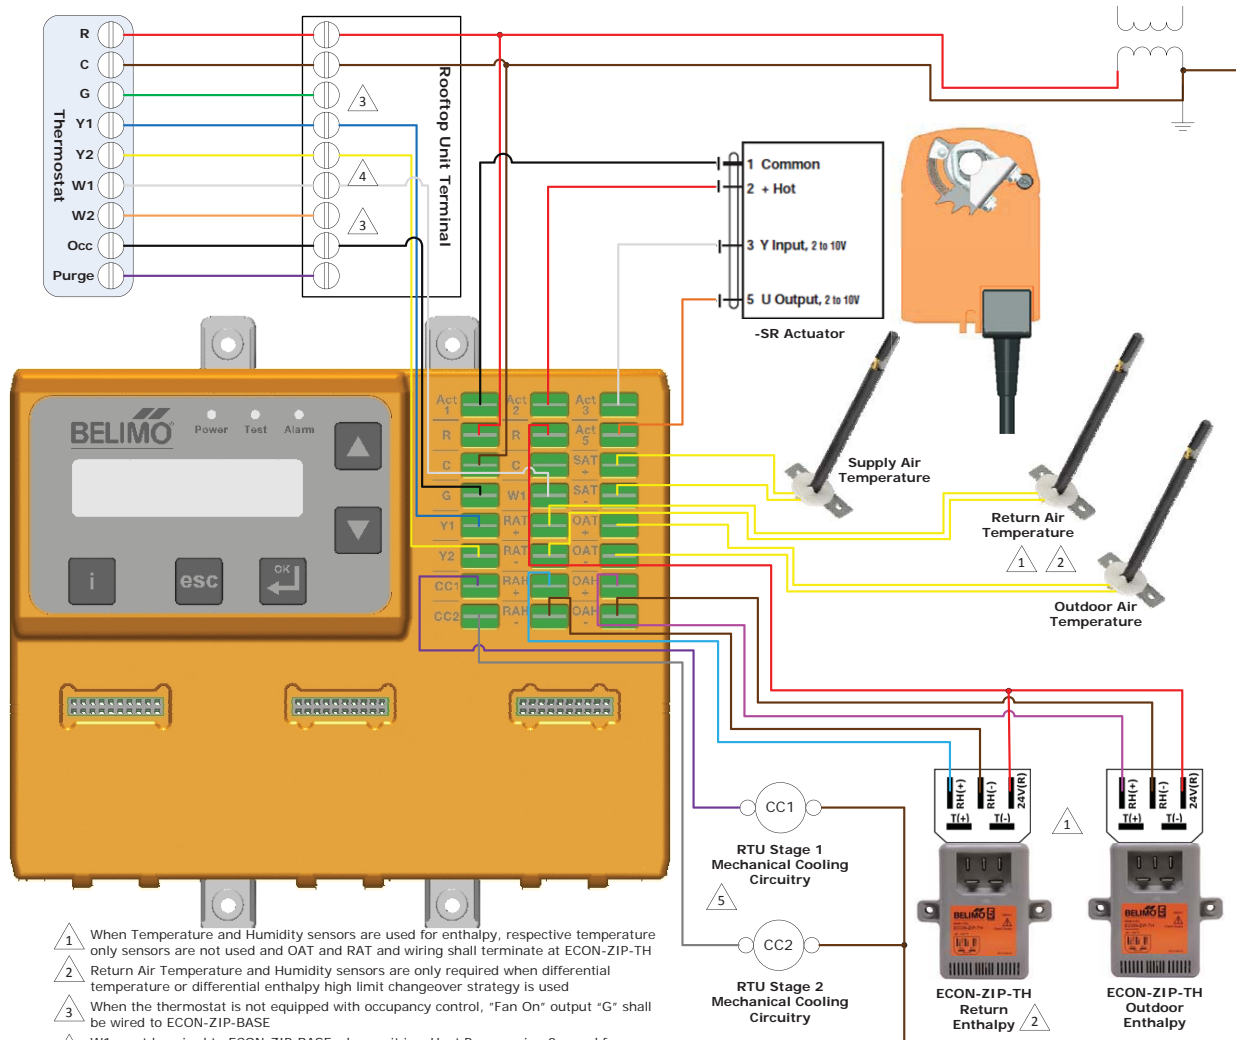 R
C
G
Y1
Y2
W1
W2
Occ
Purge
Thermostat
Rooftop Unit Terminal
3
4
3
1 Common
2 + Hot
3 Y Input, 2 to 10V
5 U Output, 2 to 10V
-SR Actuator
BELIMO
Power Test Alarm
i
esc
OK
Act 1
Act 2
Act 3
R
R
Act 5
C
C
SAT +
G
W1
SAT -
Y1
RAT +
OAT +
Y2
RAT -
OAT -
CC1
RAH +
OAH +
CC2
RAH -
OAH -
Supply Air
Temperature
Return Air
Temperature
1 2
Outdoor Air
Temperature
CC1
RTU Stage 1
Mechanical Cooling
Circuitry
5
CC2
RTU Stage 2
Mechanical Cooling
Circuitry
RH(+)
RH(-)
24V(R)
T(+)
T(-)
1
RH(+)
RH(-)
24V(R)
T(+)
T(-)
BELIMO
ECON-ZIP-TH
BELIMO
ECON-ZIP-TH
ECON-ZIP-TH
Return
Enthalpy
2
ECON-ZIP-TH
Outdoor
Enthalpy
1 When Temperature and Humidity sensors are used for enthalpy, respective temperature
only sensors are not used and OAT and RAT and wiring shall terminate at ECON-ZIP-TH
2 Return Air Temperature and Humidity sensors are only required when differential
temperature or differential enthalpy high limit changeover strategy is used
3 When the thermostat is not equipped with occupancy control, "Fan On" output "G" shall
be wired to ECON-ZIP-BASE